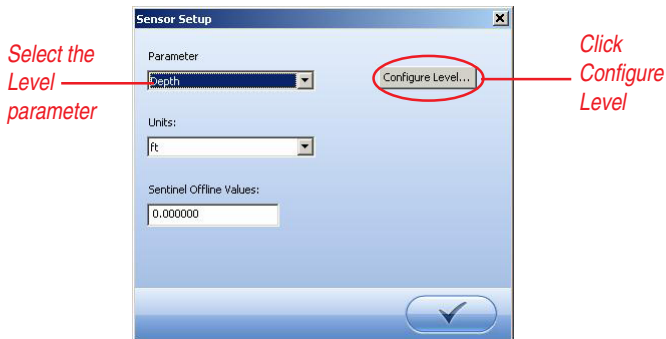 Sensor Setup
Select the
Level
parameter
Parameter
Depth
Configure Level...
Click
Configure
Level
Units:
ft
Sentinel Offline Values:
0.000000